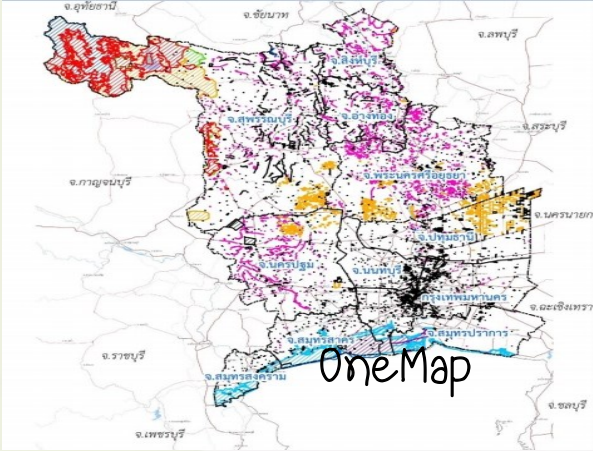 จ.อุทัยธานี
จ.ชัยนาท
จ.ลพบุรี
จ.สิงห์บุรี
จ.สุพรรณบุรี
จ.อ่างทอง
จ.สระบุรี
จ.กาญจนบุรี
จ.พระนครศรีอยุธยา
จ.นครนายก
จ.ปทุมธานี
จ.นครปฐม
จ.นนทบุรี
กรุงเทพมหานคร
จ.ฉะเชิงเทรา
จ.สมุทรสาคร
จ.สมุทรปราการ
จ.ราชบุรี
OneMap
จ.สมุทรสงคราม
จ.ชลบุรี
จ.เพชรบุรี